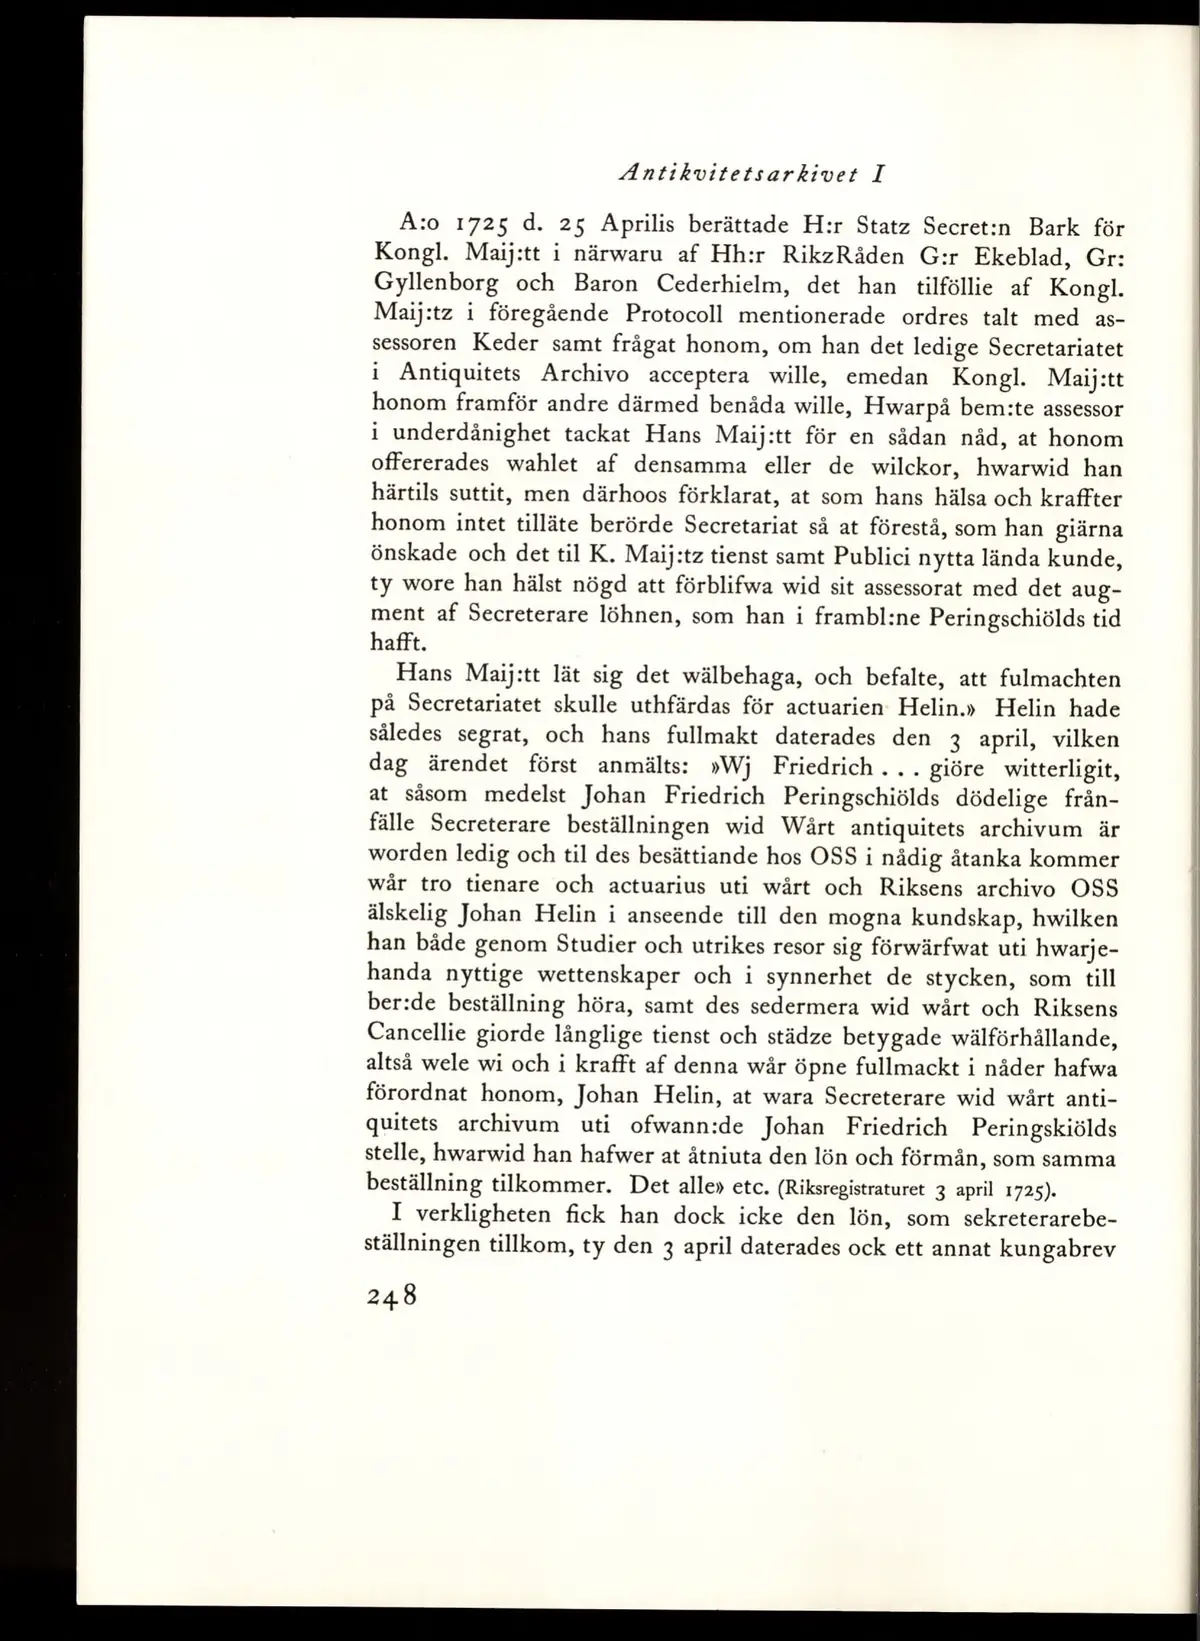 Antikvitetsarkivet I
A:o 1725 d. 25 Aprilis berättade H:r Statz Secret:n Bark för
Kongl. Maij:tt i närwaru af Hh:r RikzRåden G:r Ekeblad, Gr:
Gyllenborg och Baron Cederhielm, det han tilföllie af Kongl.
Maij:tz i föregående Protocoll mentionerade ordres talt med as-
sessoren Keder samt frågat honom, om han det ledige Secretariatet
i Antiquitets Archivo acceptera wille, emedan Kongl. Maij:tt
honom framför andre därmed benåda wille, Hwarpå bem:te assessor
i underdånighet tackat Hans Maij:tt för en sådan nåd, at honom
offererades wahlet af densamma eller de wilckor, hwarwid han
härtils suttit, men därhoos förklarat, at som hans hälsa och kraffter
honom intet tilläte berörde Secretariat så at förestå, som han giärna
önskade och det til K. Maij:tz tienst samt Publici nytta lända kunde,
ty wore han hälst nögd att förblifwa wid sit assessorat med det aug-
ment af Secreterare löhnen, som han i frambl:ne Peringschiölds tid
hafft.
Hans Maij:tt lät sig det wälbehaga, och befalte, att fulmachten
på Secretariatet skulle uthfärdas för actuarien Helin.» Helin hade
således segrat, och hans fullmakt daterades den 3 april, vilken
dag ärendet först anmälts: »Wj Friedrich . . . giöre witterligit,
at såsom medelst Johan Friedrich Peringschiölds dödelige från-
fälle Secreterare beställningen wid Wårt antiquitets archivum är
worden ledig och til des besättiande hos OSS i nådig åtanka kommer
wår tro tienare och actuarius uti wårt och Riksens archivo OSS
älskelig Johan Helin i anseende till den mogna kundskap, hwilken
han både genom Studier och utrikes resor sig förwärfwat uti hwarje-
handa nyttige wettenskaper och i synnerhet de stycken, som till
ber:de beställning höra, samt des sedermera wid wårt och Riksens
Cancellie giorde långlige tienst och städze betygade wälförhållande,
altså wele wi och i krafft af denna wår öpne fullmackt i nåder hafwa
förordnat honom, Johan Helin, at wara Secreterare wid wårt anti-
quitets archivum uti ofwann:de Johan Friedrich Peringskiölds
stelle, hwarwid han hafwer at åtniuta den lön och förmån, som samma
beställning tilkommer. Det alle» etc. (Riksregistraturet 3 april 1725).
I verkligheten fick han dock icke den lön, som sekreterarebe-
ställningen tillkom, ty den 3 april daterades ock ett annat kungabrev
248